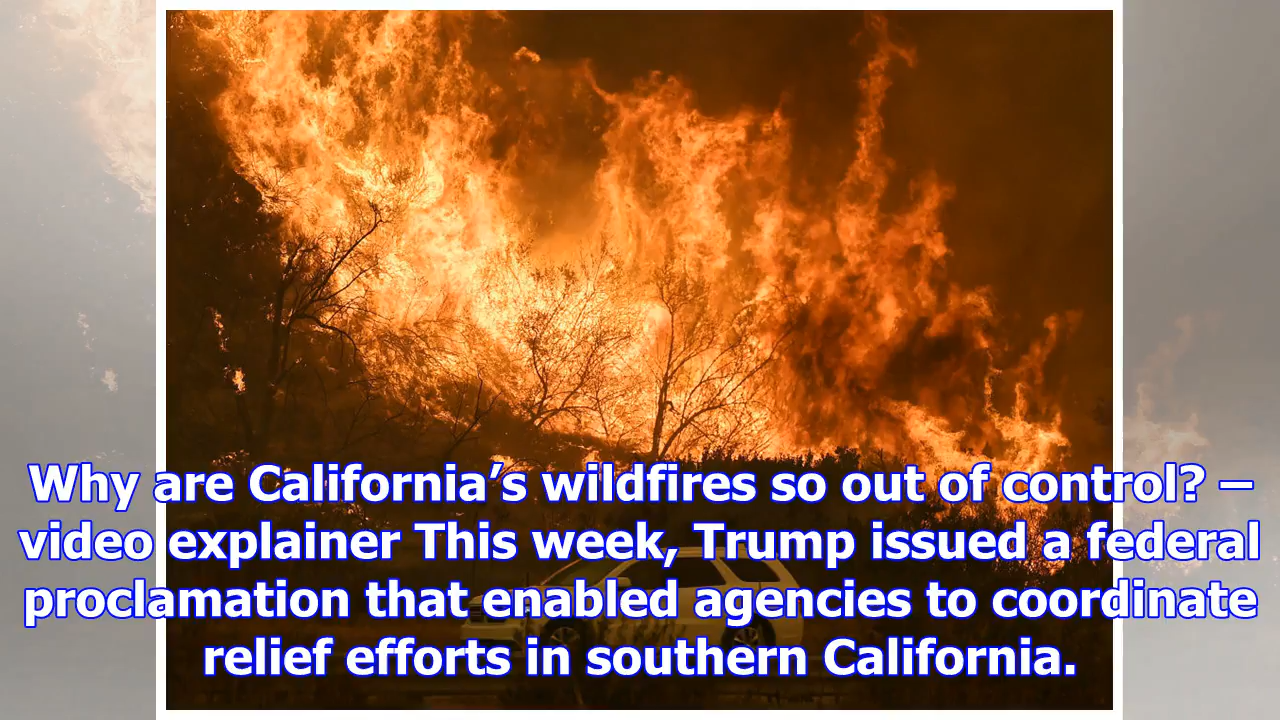 Why are California’s wildfires so out of control? –
video explainer This week, Trump issued a federal
proclamation that enabled agencies to coordinate
relief efforts in southern California.